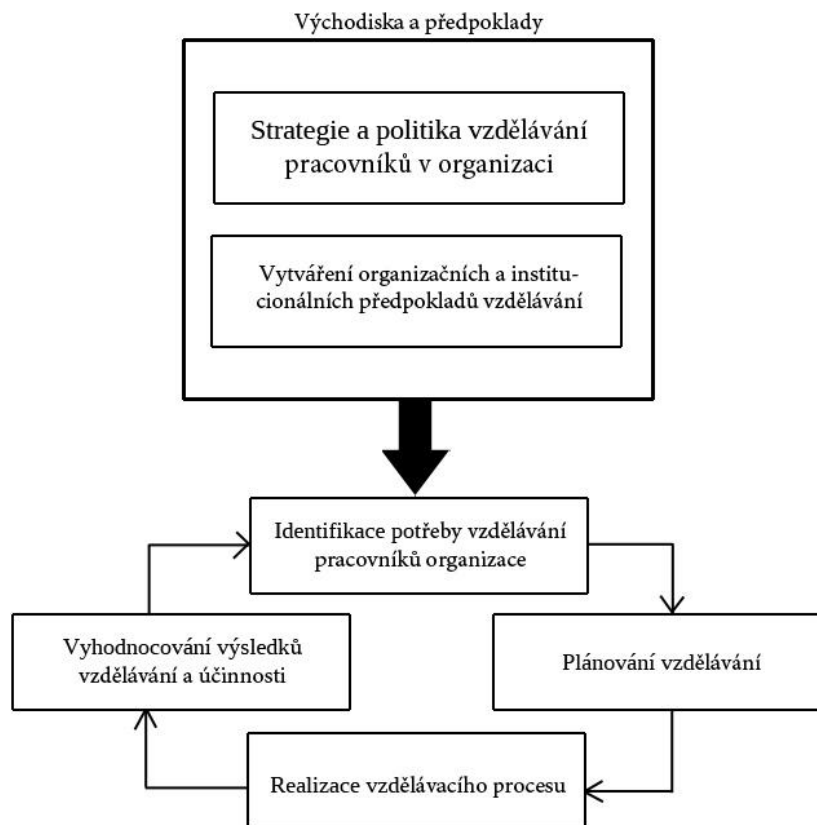 Východiska a předpoklady
Strategie a politika vzdělávání
pracovníků v organizaci
Vytváření organizačních a institu-
cionálních předpokladů vzdělávání
Identifikace potřeby vzdělávání
pracovníků organizace
Vyhodnocování výsledků
vzdělávání a účinnosti
Plánování vzdělávání
Realizace vzdělávacího procesu